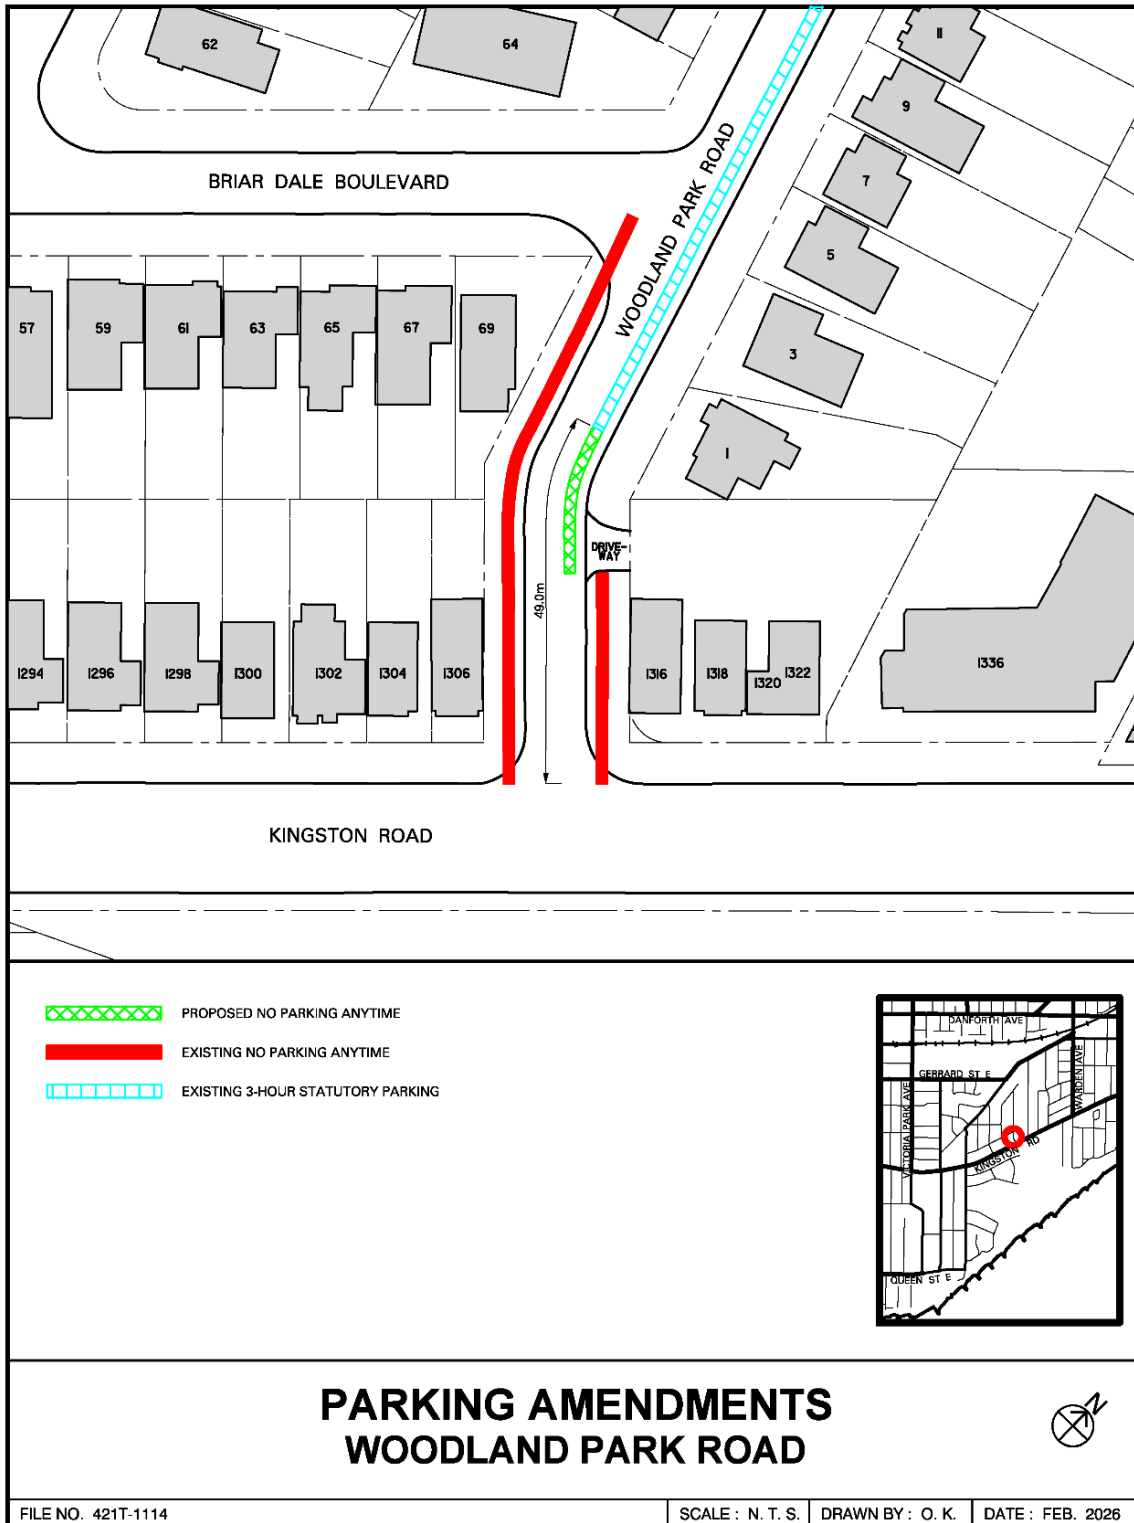 62
64
11
9
7
5
3
1
BRIAR DALE BOULEVARD
WOODLAND PARK ROAD
57
59
61
63
65
67
69
DRIVE-
WAY
49.0m
1294
1296
1298
1300
1302
1304
1306
1316
1318
1320
1322
1336
KINGSTON ROAD
PROPOSED NO PARKING ANYTIME
EXISTING NO PARKING ANYTIME
EXISTING 3-HOUR STATUTORY PARKING
DANFORTH AVE
GERRARD ST E
VICTORIA PARK AVE
WARDEN AVE
KINGSTON RD
QUEEN ST E
PARKING AMENDMENTS
WOODLAND PARK ROAD
N
FILE NO. 421T-1114
SCALE : N. T. S.
DRAWN BY : O. K.
DATE : FEB. 2026